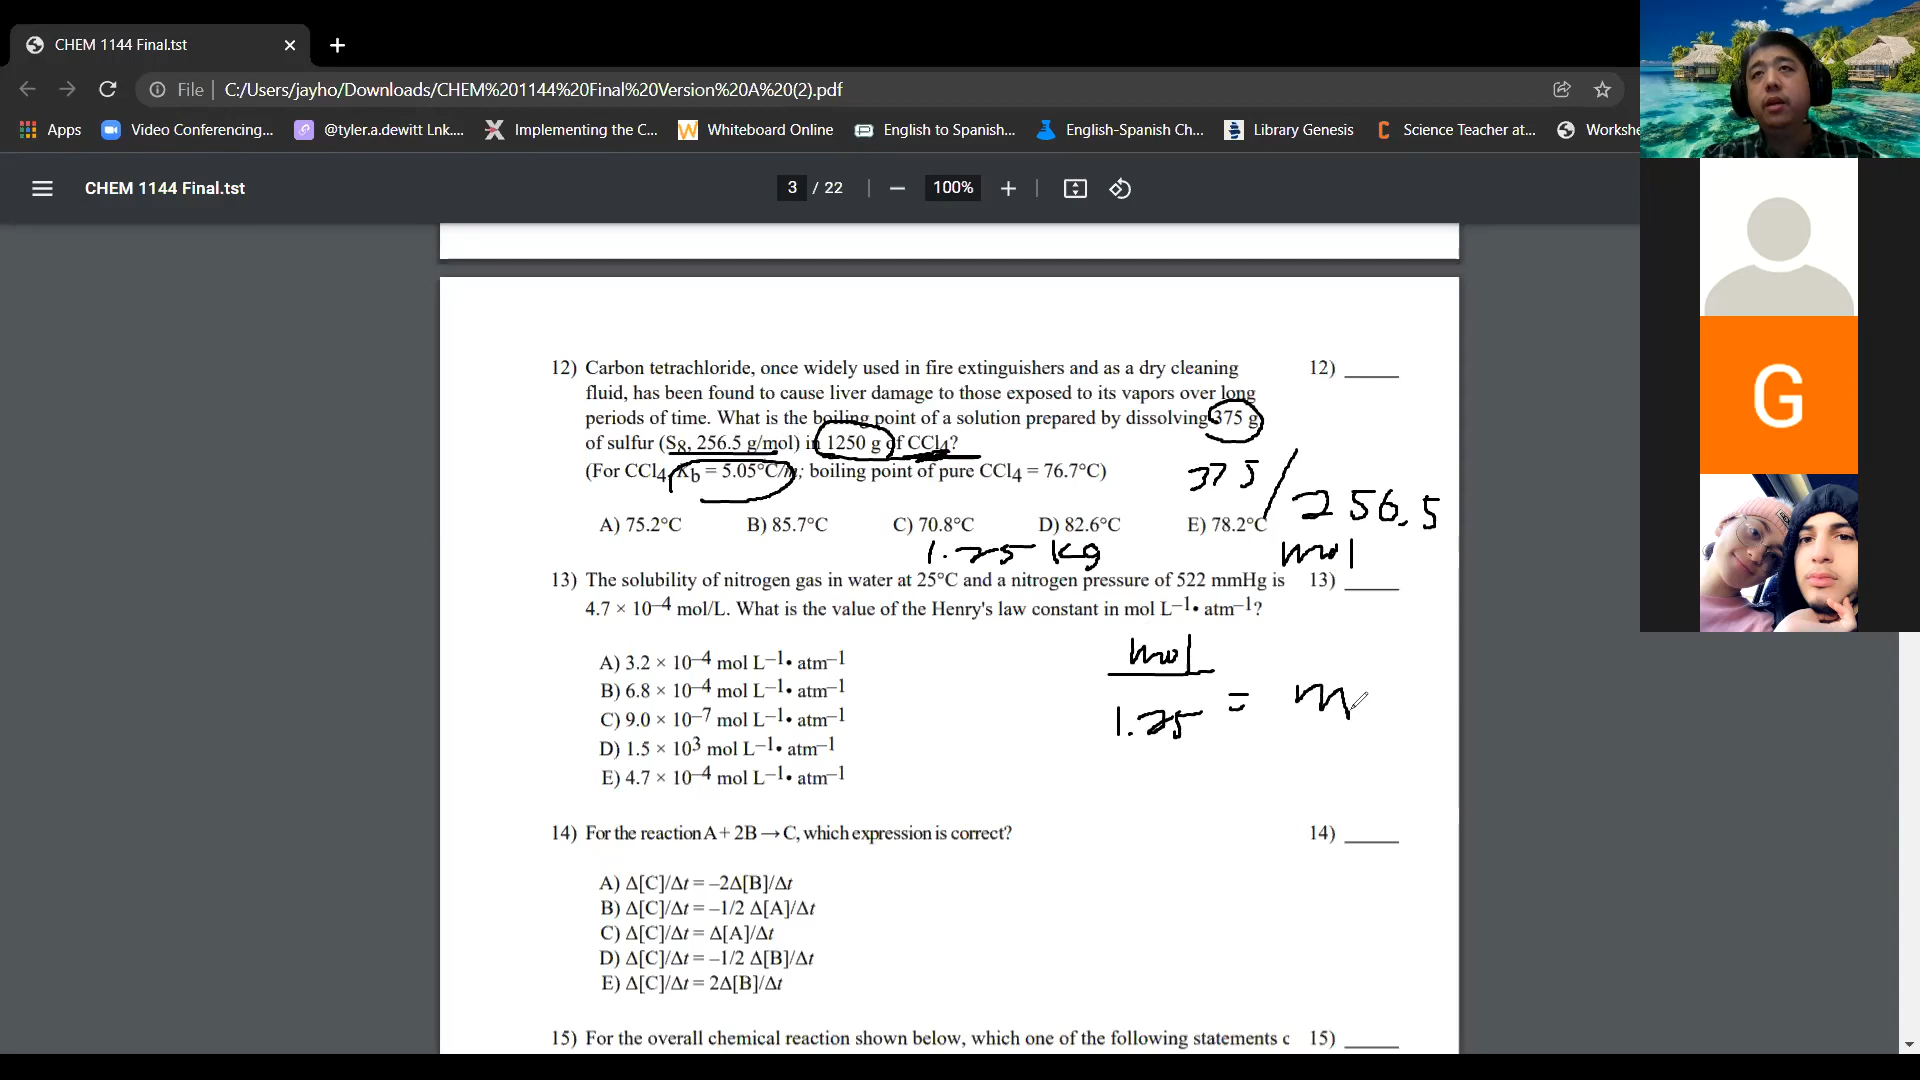 CHEM 1144 Final.tst
File C:/Users/jayho/Downloads/CHEM%201144%20Final%20Version%20A%20(2).pdf
Apps Video Conferencing... @tyler.a.dewitt Lnk.... Implementing the C... Whiteboard Online English to Spanish... English-Spanish Ch... Library Genesis Science Teacher at... Workshe
CHEM 1144 Final.tst 3 / 22 100%
12) Carbon tetrachloride, once widely used in fire extinguishers and as a dry cleaning 12)
fluid, has been found to cause liver damage to those exposed to its vapors over long
periods of time. What is the boiling point of a solution prepared by dissolving 375 g
of sulfur (S8, 256.5 g/mol) in 1250 g of CCl4?
(For CCl4, Kb = 5.05°C/m; boiling point of pure CCl4 = 76.7°C)
375 / 256.5
A) 75.2°C B) 85.7°C C) 70.8°C D) 82.6°C E) 78.2°C
1.25 kg mol
13) The solubility of nitrogen gas in water at 25°C and a nitrogen pressure of 522 mmHg is 13)
4.7 × 10–4 mol/L. What is the value of the Henry's law constant in mol L–1• atm–1?
A) 3.2 × 10–4 mol L–1• atm–1
B) 6.8 × 10–4 mol L–1• atm–1
C) 9.0 × 10–7 mol L–1• atm–1
D) 1.5 × 103 mol L–1• atm–1
E) 4.7 × 10–4 mol L–1• atm–1
mol
1.25 = m
14) For the reaction A + 2B → C, which expression is correct? 14)
A) Δ[C]/Δt = –2Δ[B]/Δt
B) Δ[C]/Δt = –1/2 Δ[A]/Δt
C) Δ[C]/Δt = Δ[A]/Δt
D) Δ[C]/Δt = –1/2 Δ[B]/Δt
E) Δ[C]/Δt = 2Δ[B]/Δt
15) For the overall chemical reaction shown below, which one of the following statements c 15)
G